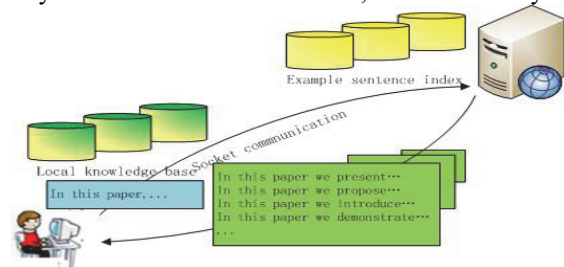 Example sentence index
Socket commnunication
Local knowledge base
In this paper,...
In this paper we present···
In this paper we propose···
In this paper we introduce···
In this paper we demonstrate···
...